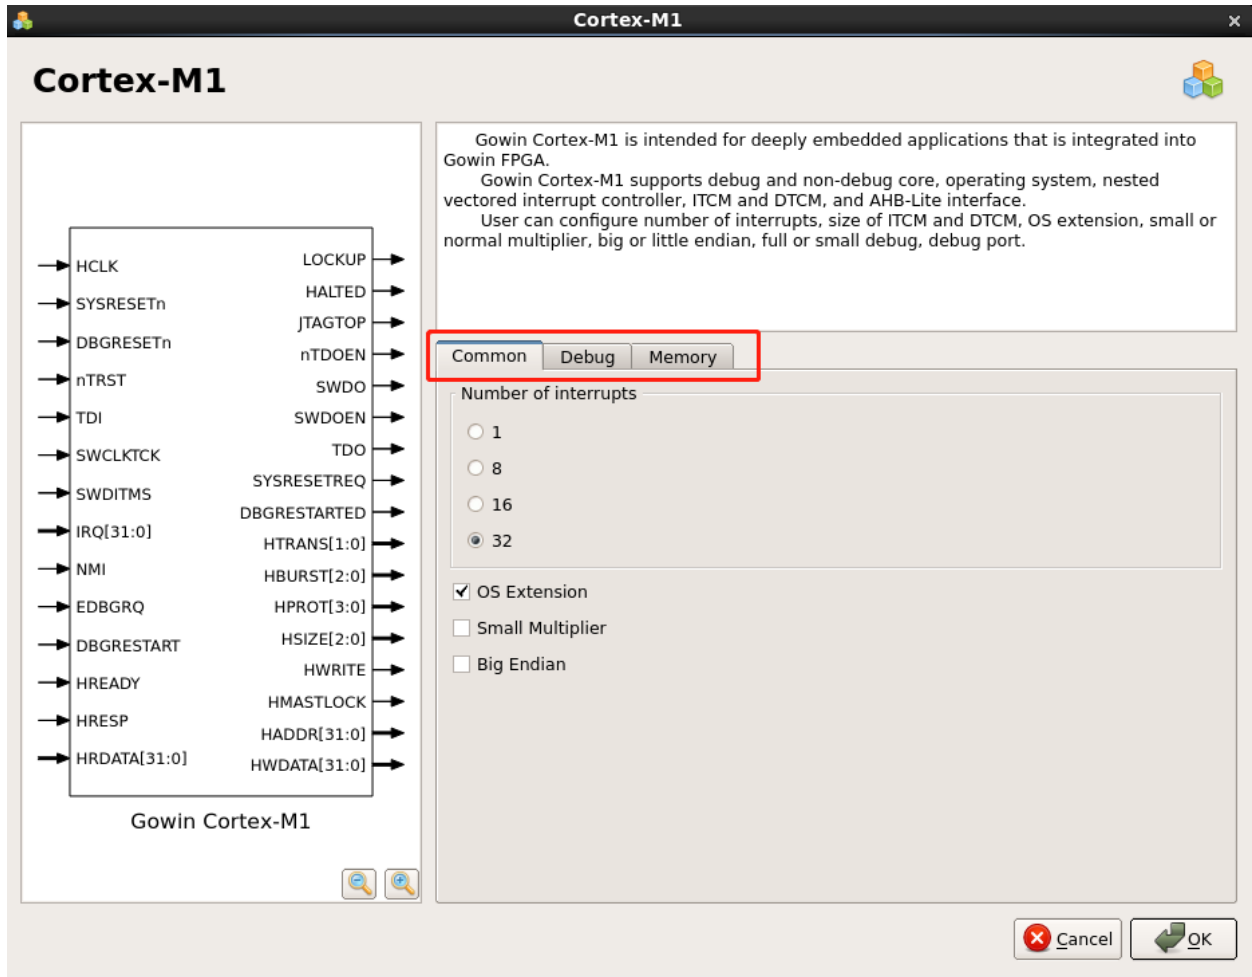 Cortex-M1
Cortex-M1
HCLK
SYSRESETn
DBGRESETn
nTRST
TDI
SWCLKTCK
SWDITMS
IRQ[31:0]
NMI
EDBGRQ
DBGRESTART
HREADY
HRESP
HRDATA[31:0]
LOCKUP
HALTED
JTAGTOP
nTDOEN
SWDO
SWDOEN
TDO
SYSRESETREQ
DBGRESTARTED
HTRANS[1:0]
HBURST[2:0]
HPROT[3:0]
HSIZE[2:0]
HWRITE
HMASTLOCK
HADDR[31:0]
HWDATA[31:0]
Gowin Cortex-M1
Gowin Cortex-M1 is intended for deeply embedded applications that is integrated into
Gowin FPGA.
Gowin Cortex-M1 supports debug and non-debug core, operating system, nested
vectored interrupt controller, ITCM and DTCM, and AHB-Lite interface.
User can configure number of interrupts, size of ITCM and DTCM, OS extension, small or
normal multiplier, big or little endian, full or small debug, debug port.
Common Debug Memory
Number of interrupts
1
8
16
32
OS Extension
Small Multiplier
Big Endian
Cancel OK